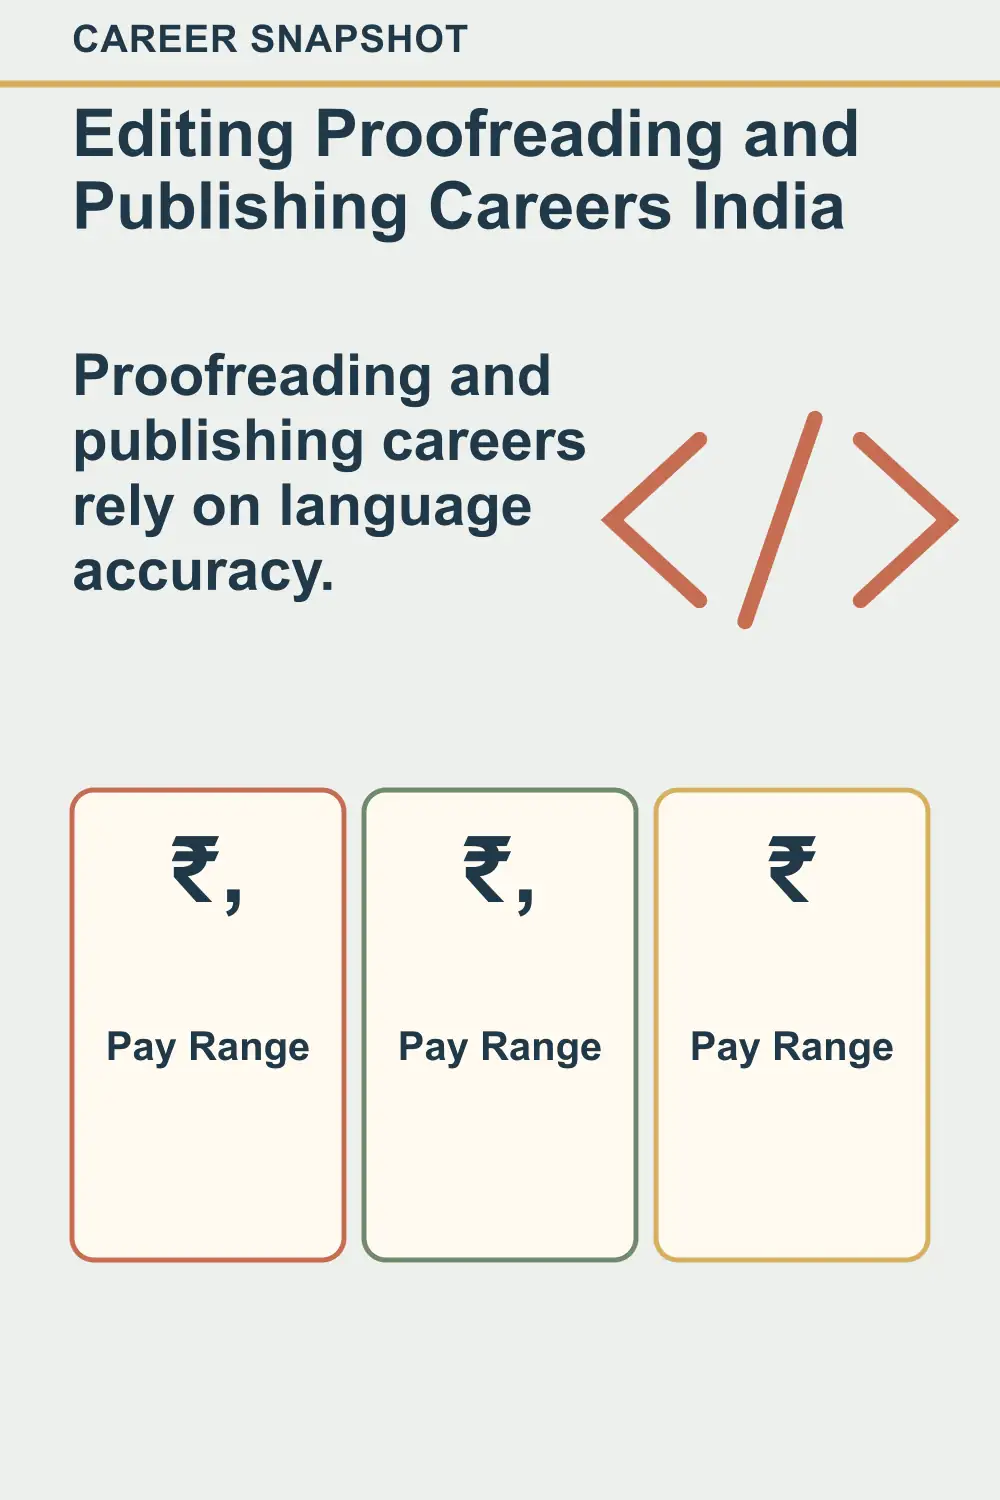 CAREER SNAPSHOT
Editing Proofreading and
Publishing Careers India
Proofreading and
publishing careers
rely on language
accuracy.
</>
₹, ₹, ₹
Pay Range Pay Range Pay Range